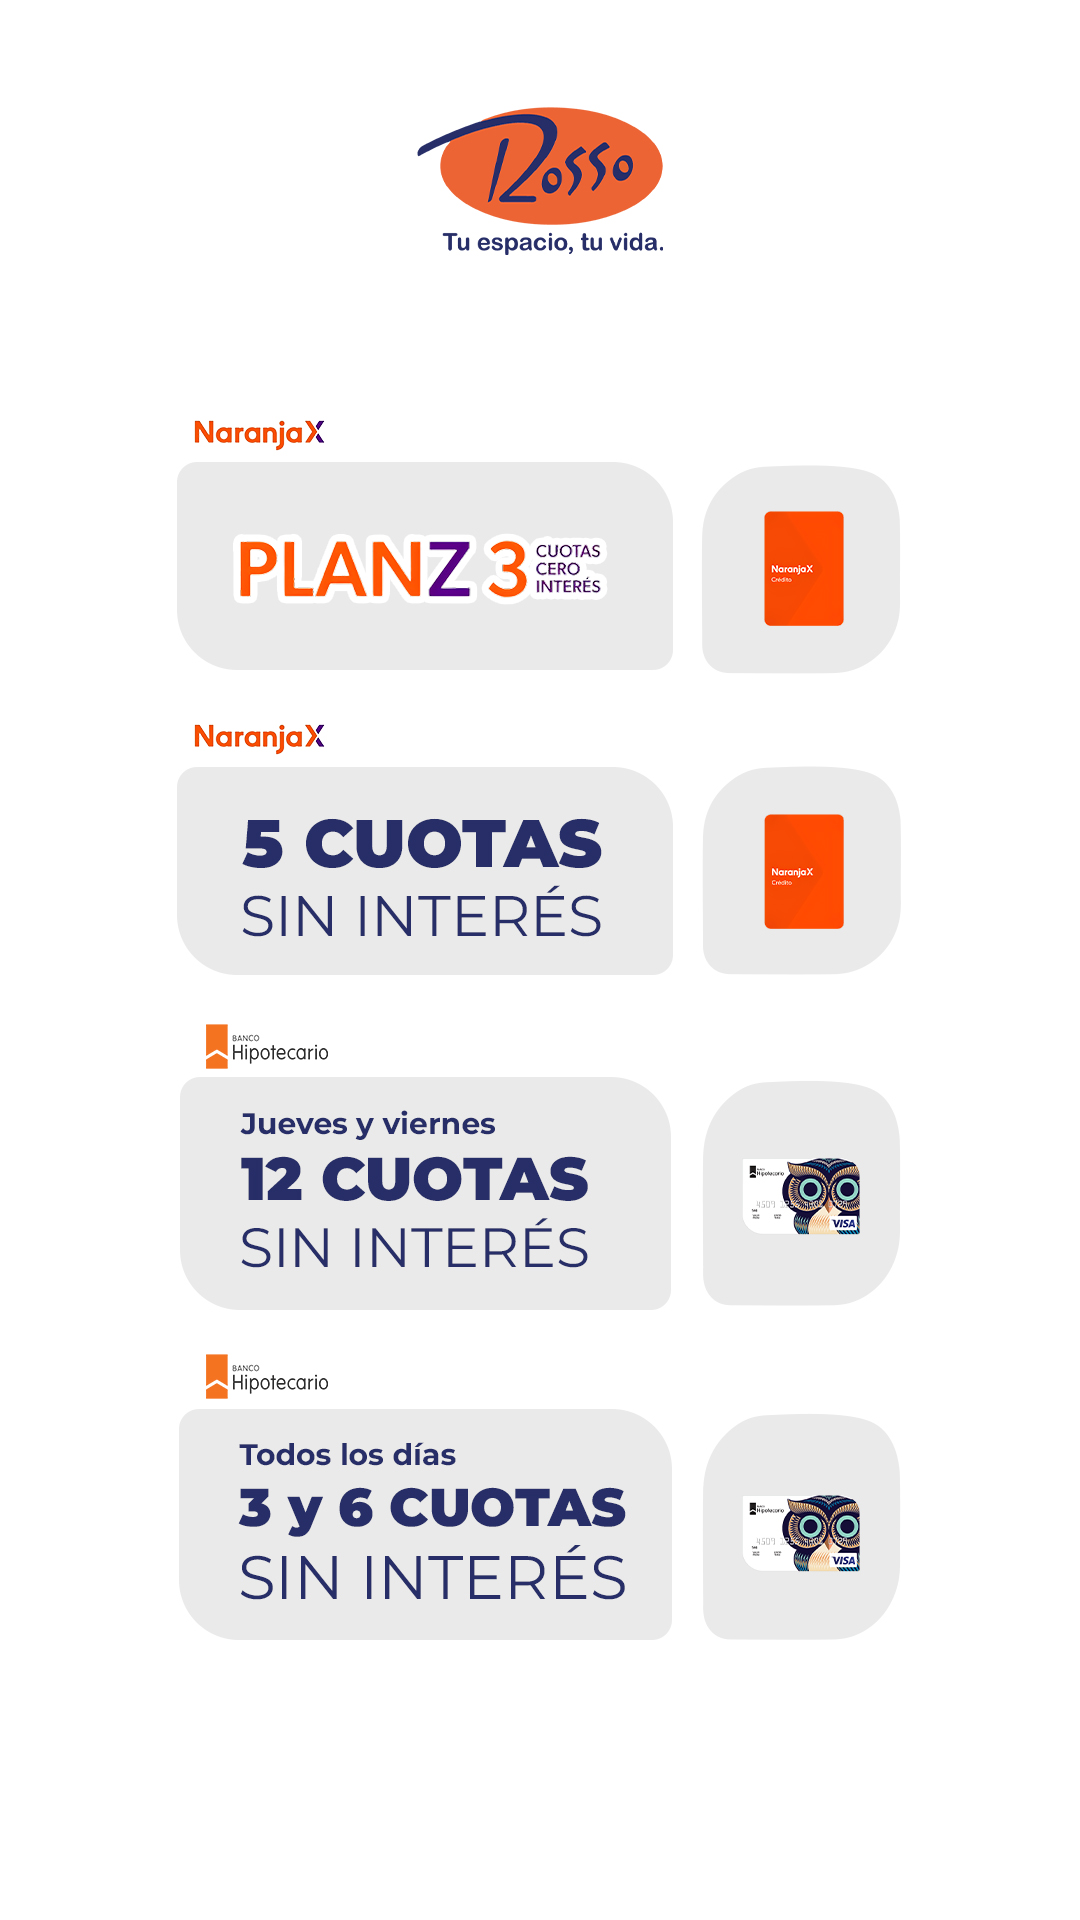 Rosso
Tu espacio, tu vida.
NaranjaX
PLANZ 3 CUOTAS
CERO
INTERÉS
NaranjaX
Crédito
NaranjaX
5 CUOTAS
SIN INTERÉS
NaranjaX
Crédito
BANCO
Hipotecario
Jueves y viernes
12 CUOTAS
SIN INTERÉS
BANCO
Hipotecario
VISA
BANCO
Hipotecario
Todos los días
3 y 6 CUOTAS
SIN INTERÉS
BANCO
Hipotecario
VISA